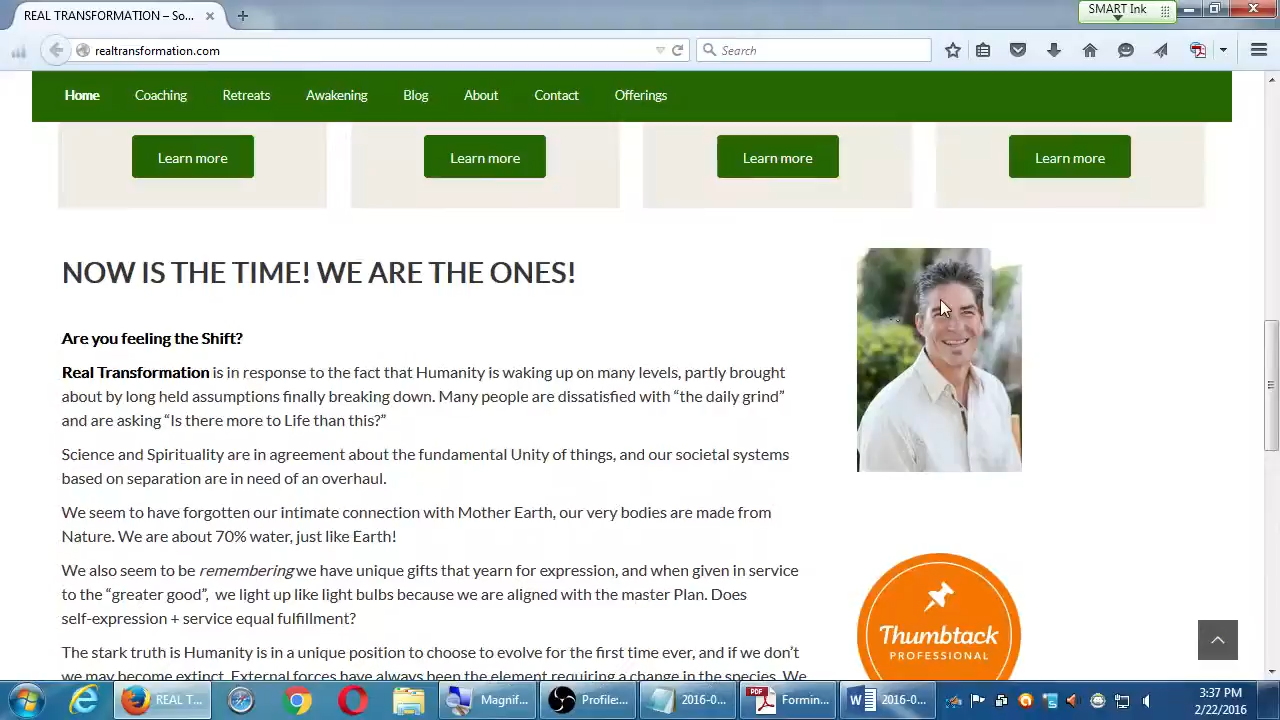 REAL TRANSFORMATION – So...
SMART Ink
realtransformation.com
Search
Home Coaching Retreats Awakening Blog About Contact Offerings
Learn more Learn more Learn more Learn more
NOW IS THE TIME! WE ARE THE ONES!
Are you feeling the Shift?
Real Transformation is in response to the fact that Humanity is waking up on many levels, partly brought
about by long held assumptions finally breaking down. Many people are dissatisfied with “the daily grind”
and are asking “Is there more to Life than this?”
Science and Spirituality are in agreement about the fundamental Unity of things, and our societal systems
based on separation are in need of an overhaul.
We seem to have forgotten our intimate connection with Mother Earth, our very bodies are made from
Nature. We are about 70% water, just like Earth!
We also seem to be remembering we have unique gifts that yearn for expression, and when given in service
to the “greater good”, we light up like light bulbs because we are aligned with the master Plan. Does
self-expression + service equal fulfillment?
The stark truth is Humanity is in a unique position to choose to evolve for the first time ever, and if we don’t
we may become extinct. External forces have always been the element requiring a change in the species. We
Thumbtack
PROFESSIONAL
REAL T... Magnif... Profile:... 2016-0... PDF Formin... 2016-0...
3:37 PM
2/22/2016